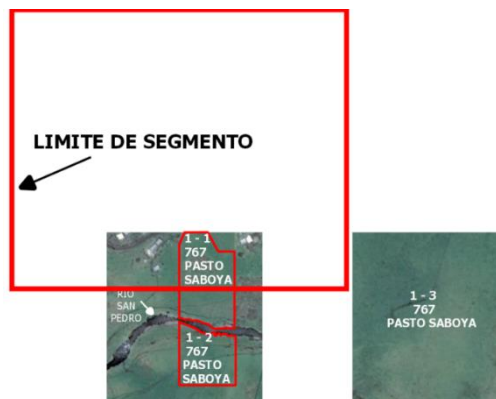 LIMITE DE SEGMENTO
1 - 1
767
PASTO
SABOYA
RIO
SAN
PEDRO
1 - 2
767
PASTO
SABOYA
1 - 3
767
PASTO SABOYA